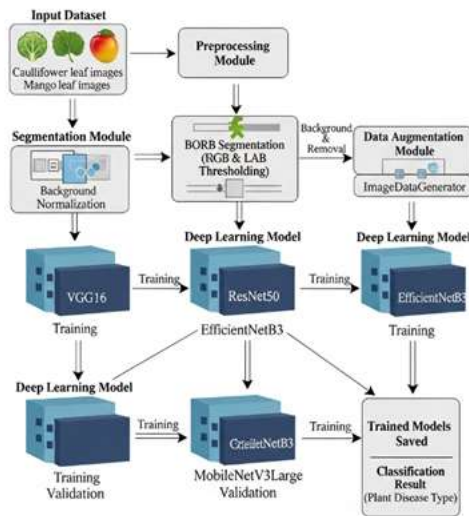 Input Dataset
Caullifower leaf images
Mango leaf images
Preprocessing
Module
Segmentation Module
Background
Normalization
BORB Segmentation
(RGB & LAB
Thresholding)
Background
&
Removal
Data Augmentation
Module
ImageDataGenerator
Deep Learning Model
Deep Learning Model
VGG16
Training
ResNet50
Training
EfficientNetB3
Training
EfficientNetB3
Training
Deep Learning Model
Training
Training
Validation
CzieiletNetB3
Training
MobileNetV3Large
Validation
Trained Models
Saved
Classification
Result
(Plant Disease Type)